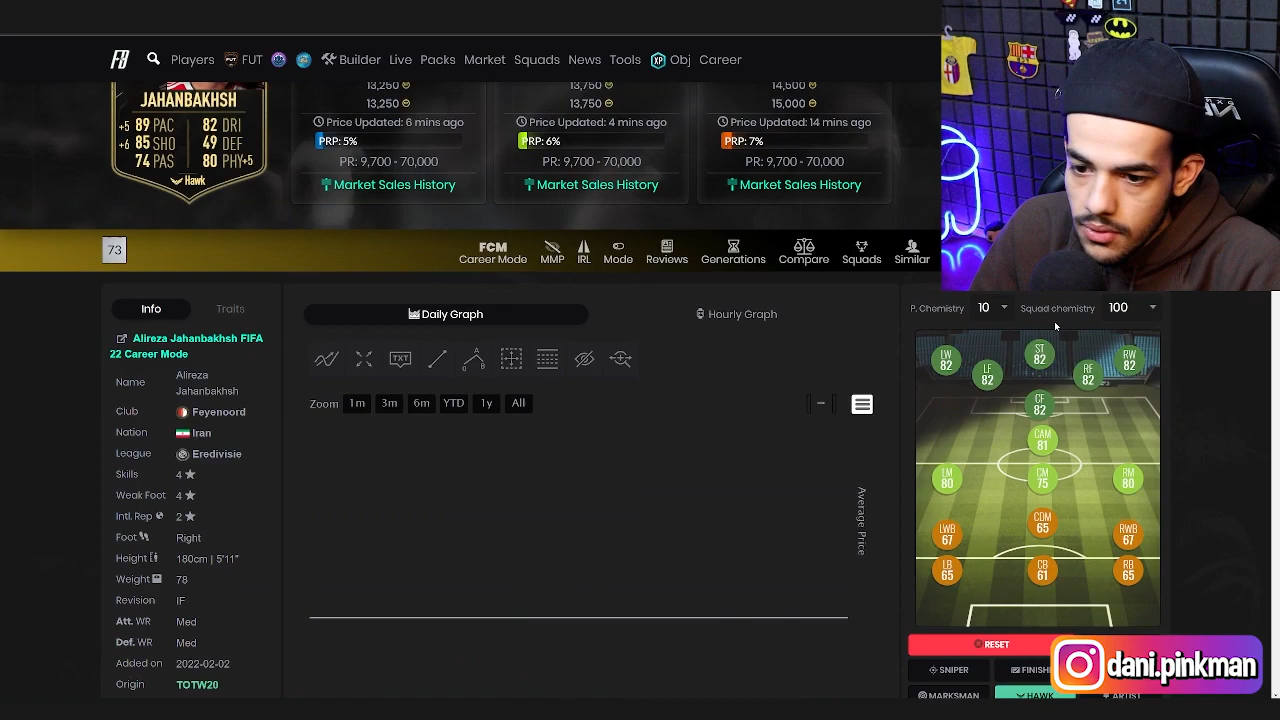 Players FUT Builder Live Packs Market Squads News Tools XP Obj Career
JAHANBAKHSH
+5 89 PAC 82 DRI
+6 85 SHO 49 DEF
74 PAS 80 PHY+5
Hawk
13,250
13,250
Price Updated: 6 mins ago
PRP: 5%
PR: 9,700 - 70,000
Market Sales History
13,750
13,750
Price Updated: 4 mins ago
PRP: 6%
PR: 9,700 - 70,000
Market Sales History
14,500
15,000
Price Updated: 14 mins ago
PRP: 7%
PR: 9,700 - 70,000
Market Sales History
73
FCM
Career Mode MMP IRL Mode Reviews Generations Compare Squads Similar
Info Traits
Alireza Jahanbakhsh FIFA
22 Career Mode
Name Alireza
Jahanbakhsh
Club Feyenoord
Nation Iran
League Eredivisie
Skills 4
Weak Foot 4
Intl. Rep 2
Foot Right
Height 180cm | 5'11"
Weight 78
Revision IF
Att. WR Med
Def. WR Med
Added on 2022-02-02
Origin TOTW20
Daily Graph Hourly Graph
TXT
A
B
Zoom 1m 3m 6m YTD 1y All
Average Price
P. Chemistry 10 Squad chemistry 100
LW
82
LF
82
ST
82
RF
82
RW
82
CF
82
CAM
81
LM
80
CM
75
RM
80
LWB
67
CDM
65
RWB
67
LB
65
CB
61
RB
65
RESET
SNIPER FINISH
MARKSMAN HAWK ARTIST
dani.pinkman